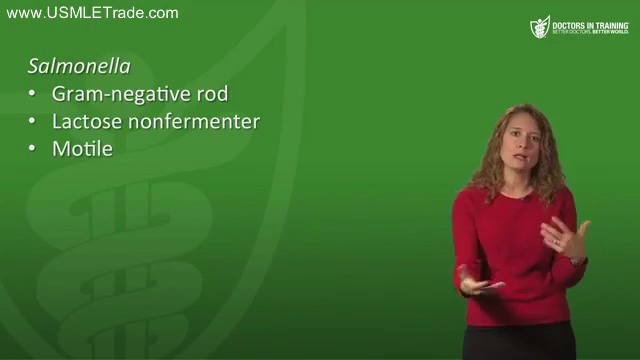 www.USMLETrade.com
DOCTORS IN TRAINING
BETTER DOCTORS. BETTER WORLD.
Salmonella
• Gram-negative rod
• Lactose nonfermenter
• Motile